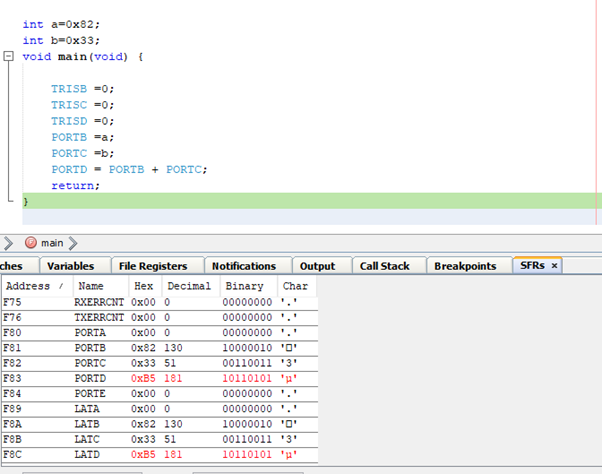 int a=0x82;
int b=0x33;
void main(void) {
TRISB =0;
TRISC =0;
TRISD =0;
PORTB =a;
PORTC =b;
PORTD = PORTB + PORTC;
return;
}
main
ches Variables File Registers Notifications Output Call Stack Breakpoints SFRs ×
Address / Name Hex Decimal Binary Char
F75 RXERRCNT 0x00 0 00000000 '.'
F76 TXERRCNT 0x00 0 00000000 '.'
F80 PORTA 0x00 0 00000000 '.'
F81 PORTB 0x82 130 10000010 '□'
F82 PORTC 0x33 51 00110011 '3'
F83 PORTD 0xB5 181 10110101 'µ'
F84 PORTE 0x00 0 00000000 '.'
F89 LATA 0x00 0 00000000 '.'
F8A LATB 0x82 130 10000010 '□'
F8B LATC 0x33 51 00110011 '3'
F8C LATD 0xB5 181 10110101 'µ'